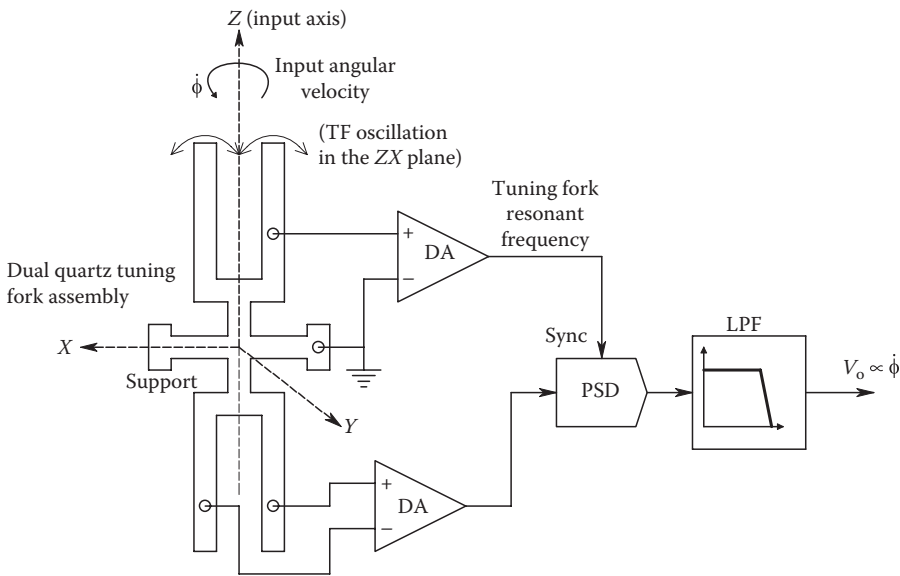 Z (input axis)
Input angular
velocity
ϕ̇
(TF oscillation
in the ZX plane)
Tuning fork
resonant
frequency
+
DA
−
Dual quartz tuning
fork assembly
X
Support
Y
Sync
PSD
LPF
Vₒ ∝ ϕ̇
+
DA
−